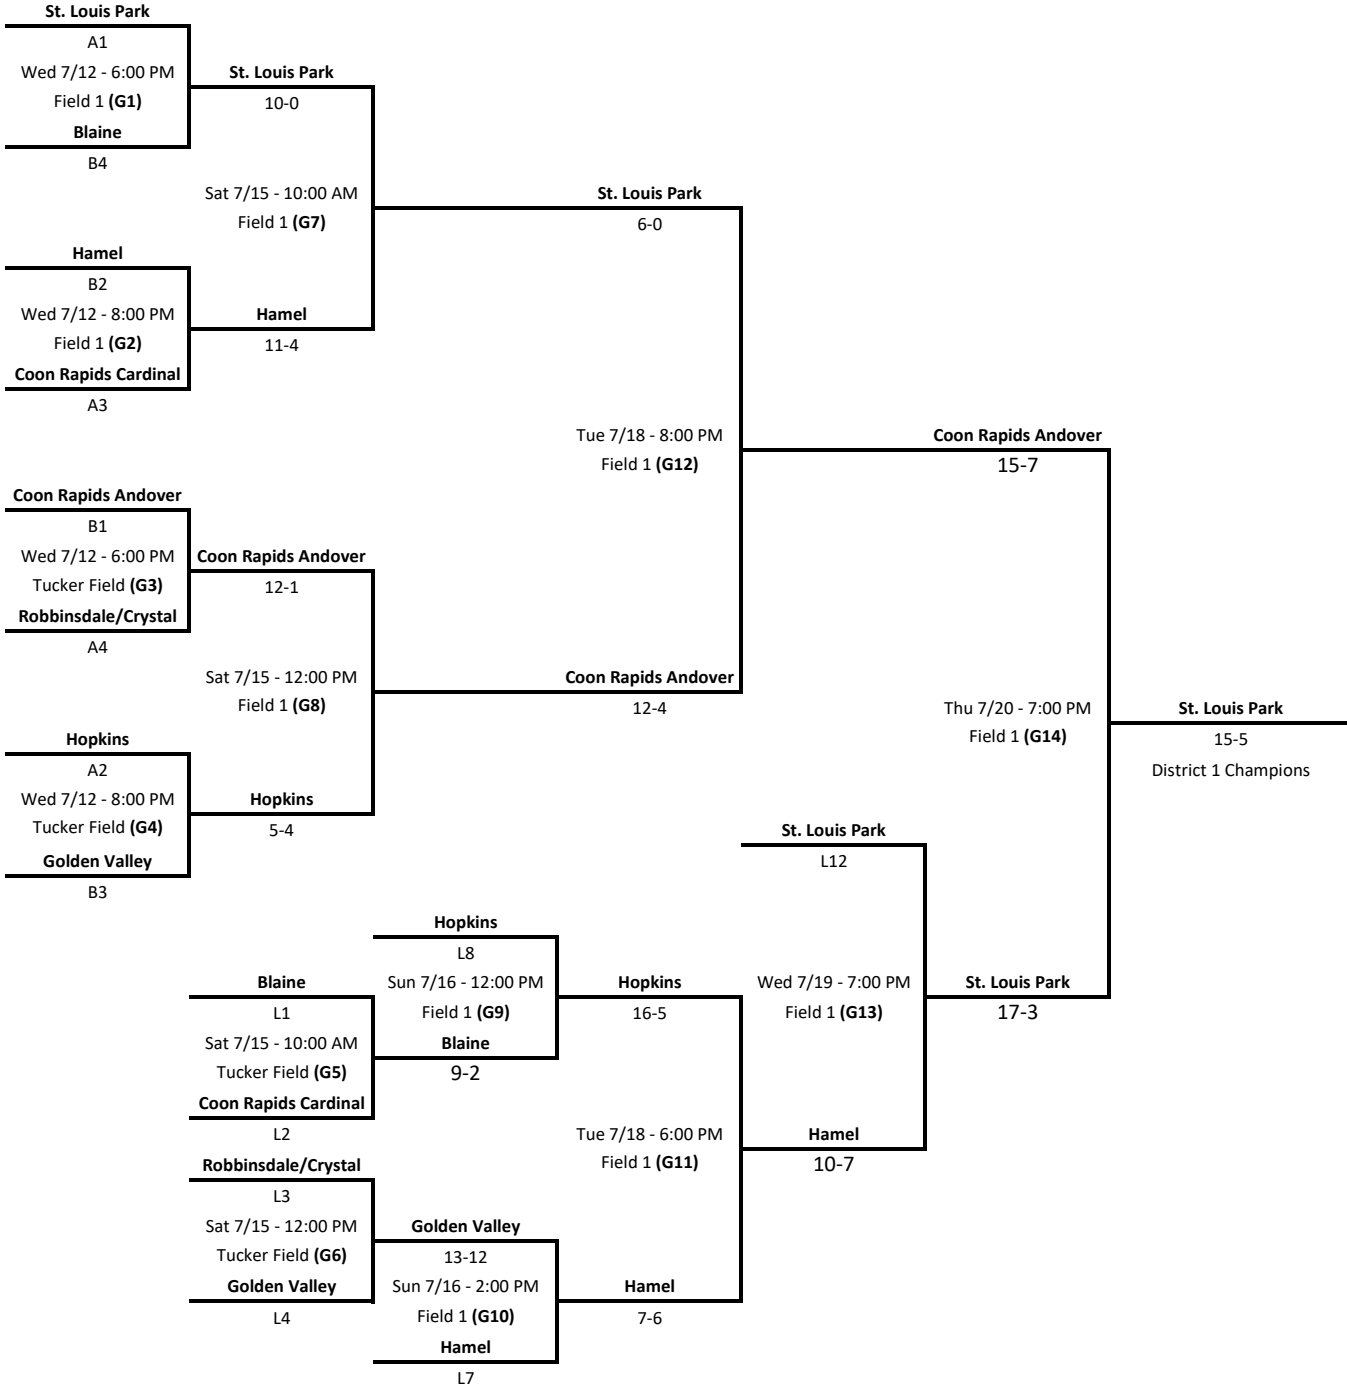 St. Louis Park
A1
Wed 7/12 - 6:00 PM
Field 1 (G1)
Blaine
B4
St. Louis Park
10-0
Sat 7/15 - 10:00 AM
Field 1 (G7)
Hamel
B2
Wed 7/12 - 8:00 PM
Field 1 (G2)
Coon Rapids Cardinal
A3
Hamel
11-4
St. Louis Park
6-0
Tue 7/18 - 8:00 PM
Field 1 (G12)
Coon Rapids Andover
B1
Wed 7/12 - 6:00 PM
Tucker Field (G3)
Robbinsdale/Crystal
A4
Coon Rapids Andover
12-1
Sat 7/15 - 12:00 PM
Field 1 (G8)
Hopkins
A2
Wed 7/12 - 8:00 PM
Tucker Field (G4)
Golden Valley
B3
Hopkins
5-4
Coon Rapids Andover
12-4
Coon Rapids Andover
15-7
Thu 7/20 - 7:00 PM
Field 1 (G14)
St. Louis Park
15-5
District 1 Champions
St. Louis Park
L12
Wed 7/19 - 7:00 PM
Field 1 (G13)
St. Louis Park
17-3
Hopkins
L8
Sun 7/16 - 12:00 PM
Field 1 (G9)
Blaine
9-2
Hopkins
16-5
Blaine
L1
Sat 7/15 - 10:00 AM
Tucker Field (G5)
Coon Rapids Cardinal
L2
Tue 7/18 - 6:00 PM
Field 1 (G11)
Hamel
10-7
Robbinsdale/Crystal
L3
Sat 7/15 - 12:00 PM
Tucker Field (G6)
Golden Valley
L4
Golden Valley
13-12
Sun 7/16 - 2:00 PM
Field 1 (G10)
Hamel
L7
Hamel
7-6